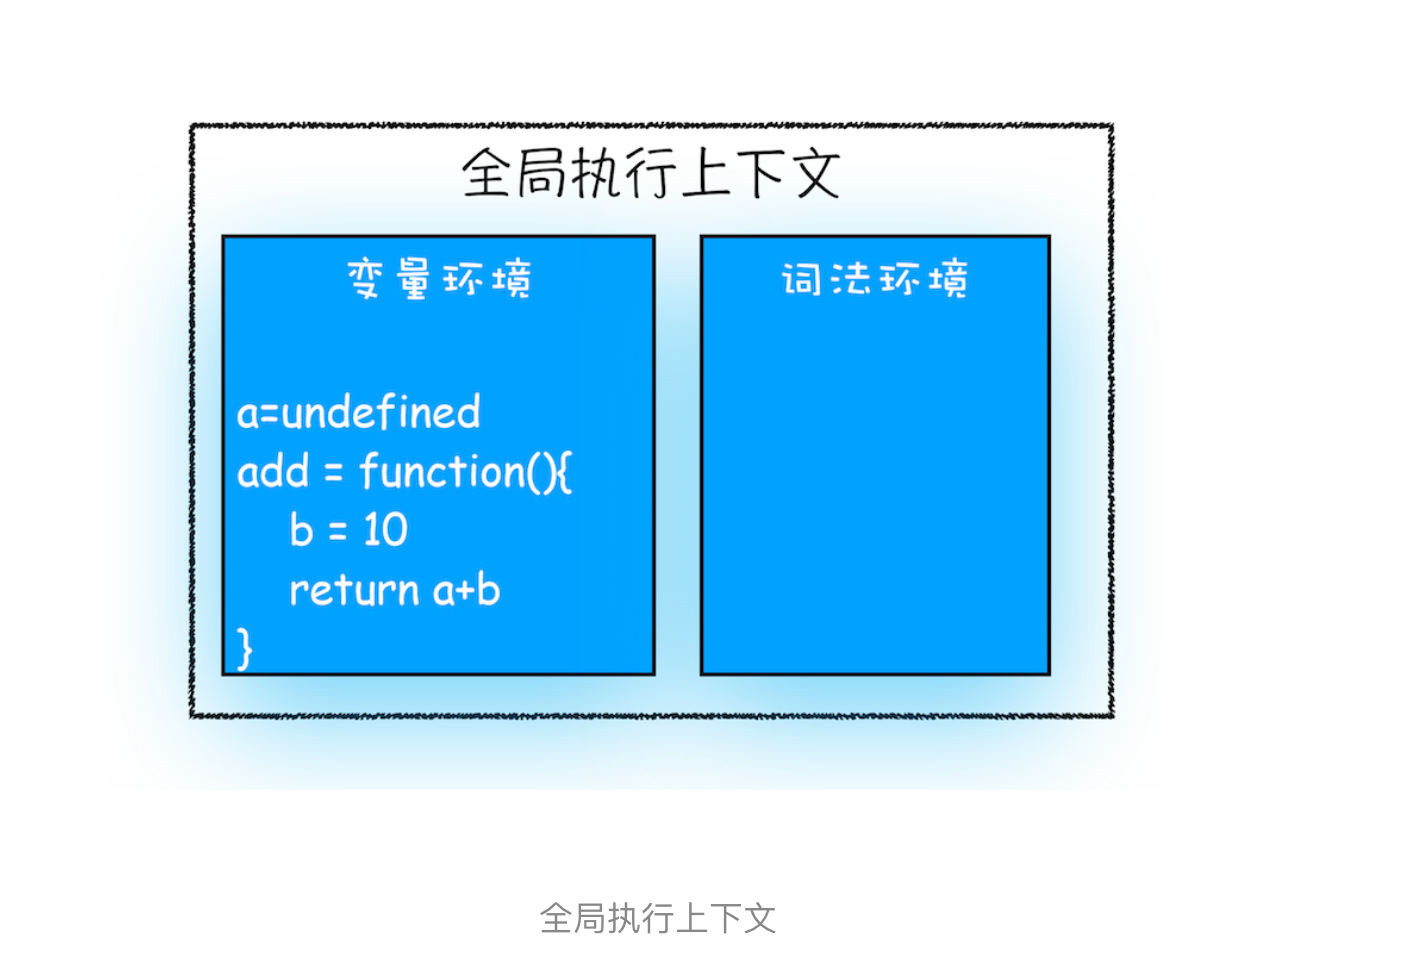 全局执行上下文
变量环境
a=undefined
add = function(){
b = 10
return a+b
}
词法环境
全局执行上下文